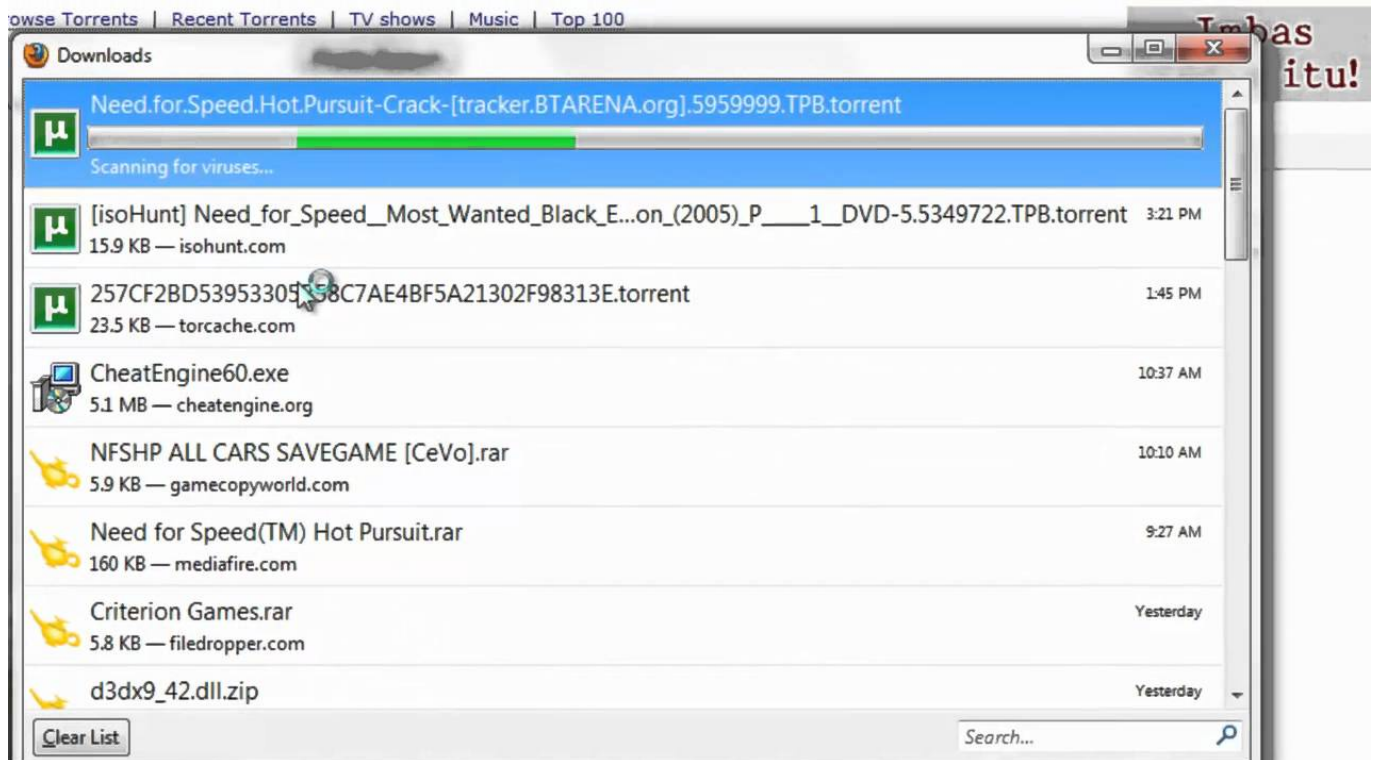 owse Torrents | Recent Torrents | TV shows | Music | Top 100
Imbas
itu!
Downloads
Need.for.Speed.Hot.Pursuit-Crack-[tracker.BTARENA.org].5959999.TPB.torrent
Scanning for viruses...
[isoHunt] Need_for_Speed__Most_Wanted_Black_E...on_(2005)_P____1__DVD-5.5349722.TPB.torrent 3:21 PM
15.9 KB — isohunt.com
1:45 PM
23.5 KB — torcache.com
CheatEngine60.exe 10:37 AM
5.1 MB — cheatengine.org
NFSHP ALL CARS SAVEGAME [CeVo].rar 10:10 AM
5.9 KB — gamecopyworld.com
Need for Speed(TM) Hot Pursuit.rar 9:27 AM
160 KB — mediafire.com
Criterion Games.rar Yesterday
5.8 KB — filedropper.com
d3dx9_42.dll.zip Yesterday
Clear List
Search...